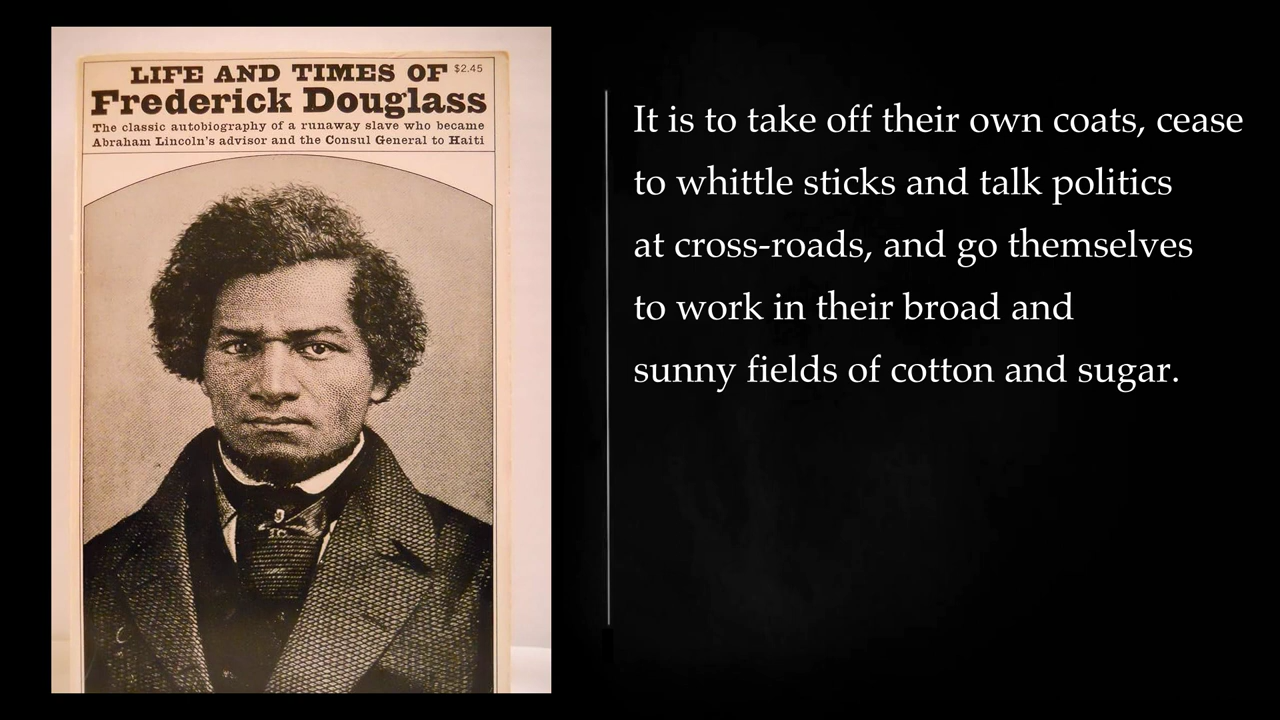 LIFE AND TIMES OF $2.45
Frederick Douglass
The classic autobiography of a runaway slave who became
Abraham Lincoln's advisor and the Consul General to Haiti
It is to take off their own coats, cease
to whittle sticks and talk politics
at cross-roads, and go themselves
to work in their broad and
sunny fields of cotton and sugar.